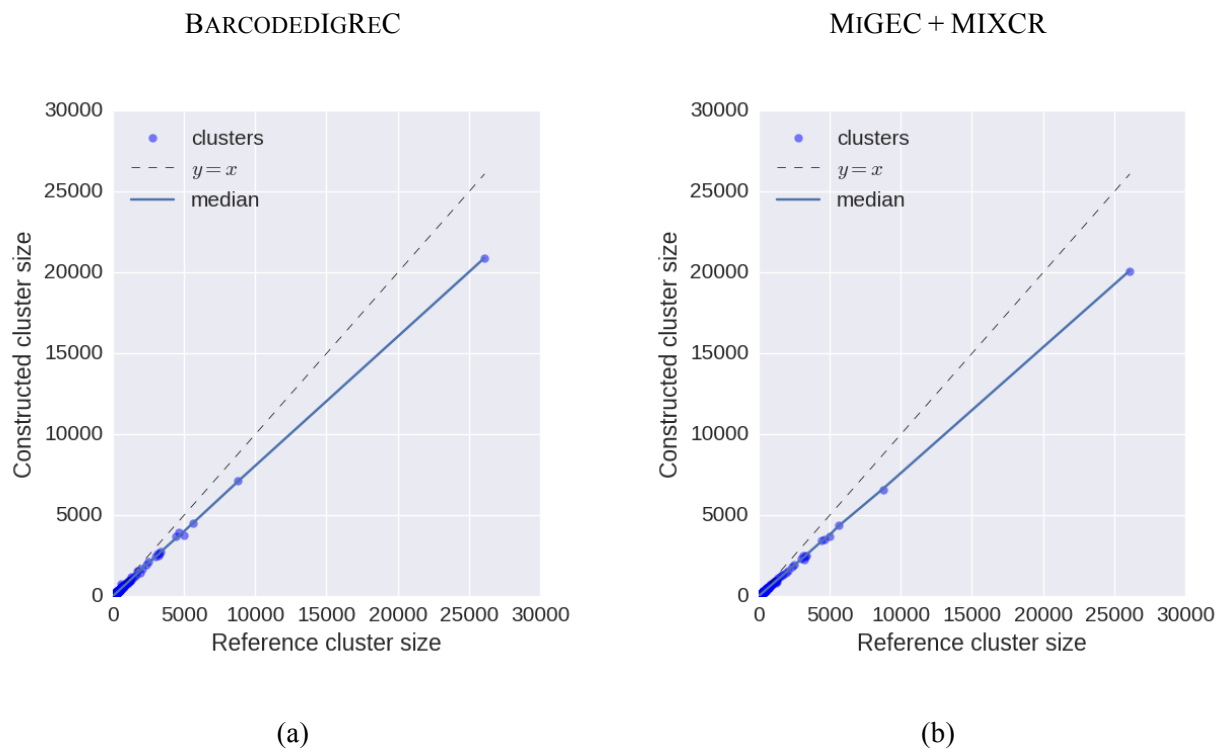 BARCODEDIGREC
30000
25000
20000
15000
10000
5000
0
clusters
y = x
median
Constructed cluster size
0 5000 10000 15000 20000 25000 30000
Reference cluster size
(a)
MIGEC + MIXCR
30000
25000
20000
15000
10000
5000
0
clusters
y = x
median
Constructed cluster size
0 5000 10000 15000 20000 25000 30000
Reference cluster size
(b)